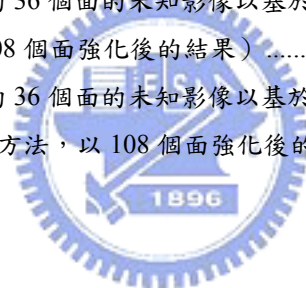 的 36 個面的未知影像以基於
08 個面強化後的結果） ......
的 36 個面的未知影像以基於
方法，以 108 個面強化後的
1896